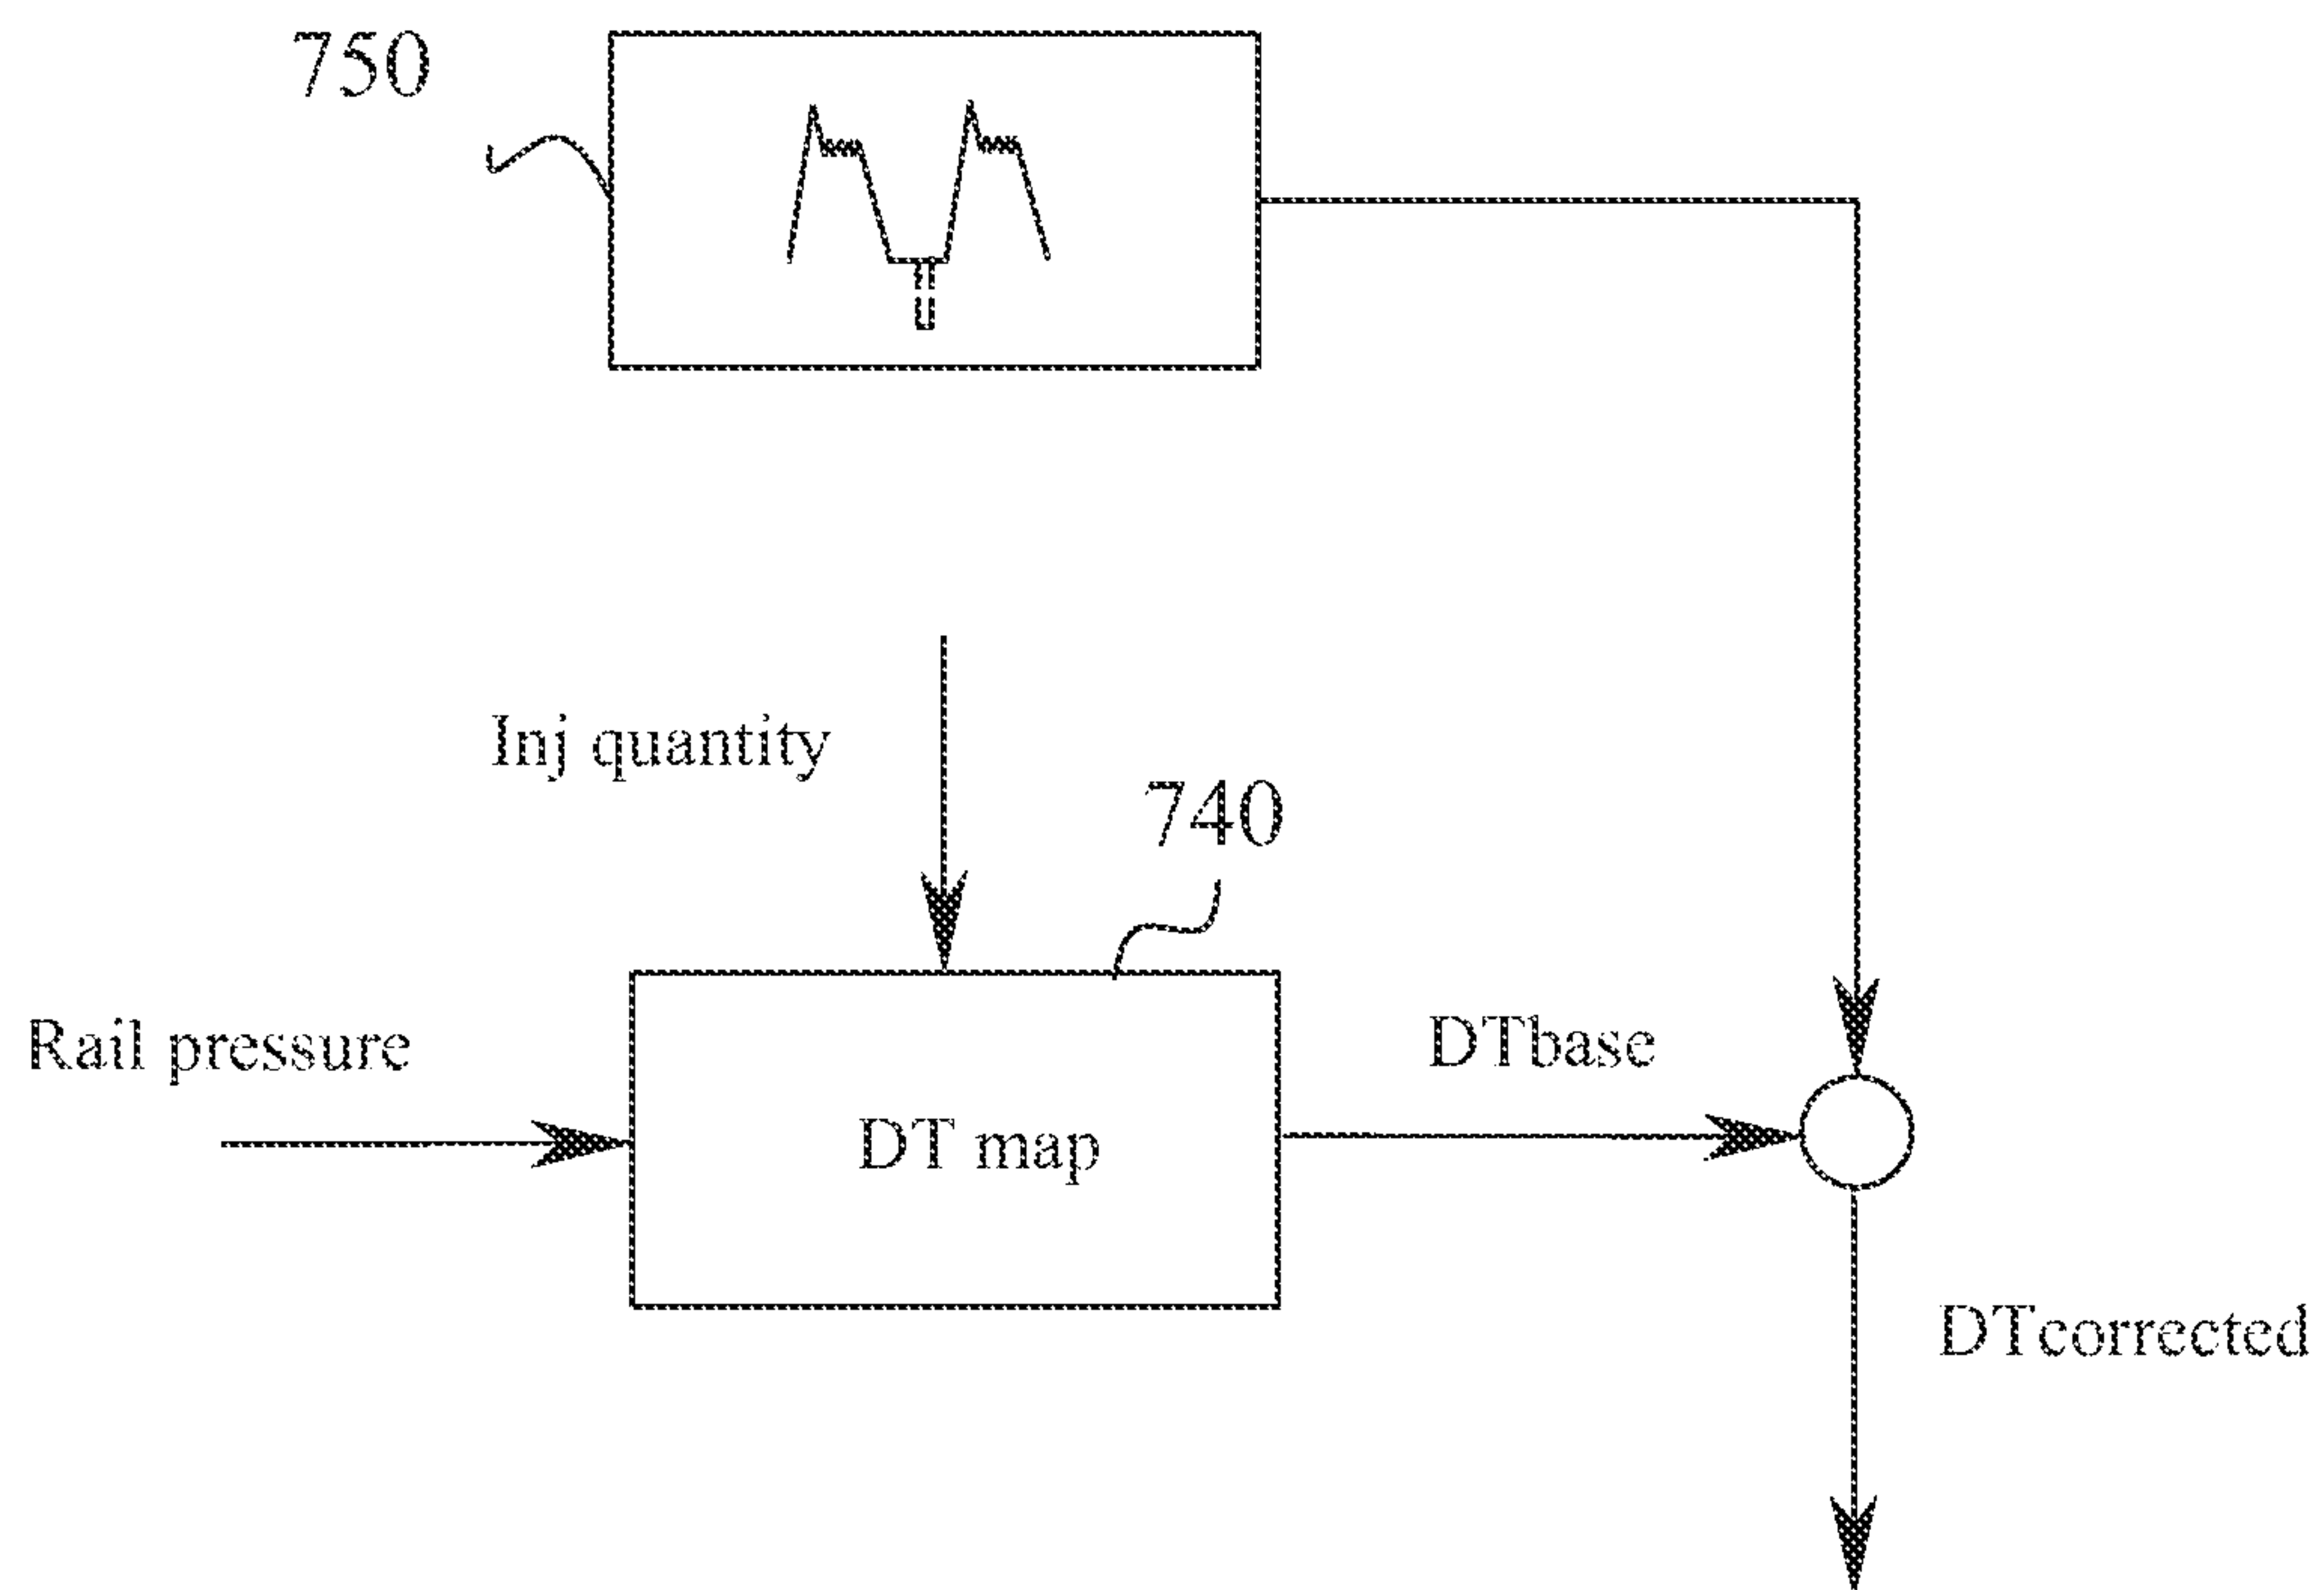 750
Inj quantity
740
Rail pressure
DTbase
DT map
DTcorrected